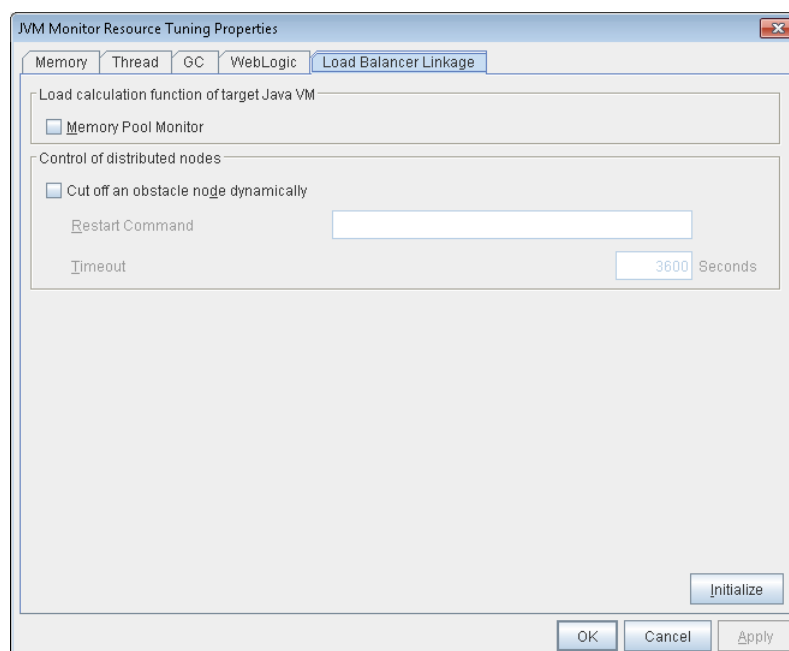 JVM Monitor Resource Tuning Properties
Memory Thread GC WebLogic Load Balancer Linkage
Load calculation function of target Java VM
Memory Pool Monitor
Control of distributed nodes
Cut off an obstacle node dynamically
Restart Command
Timeout 3600 Seconds
Initialize
OK Cancel Apply